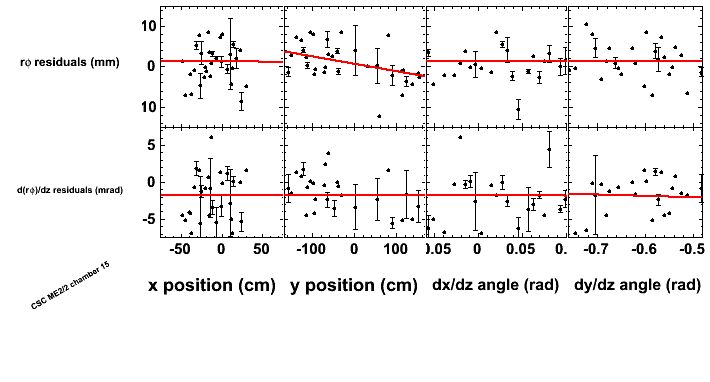 rφ residuals (mm)
10
0
10
d(rφ)/dz residuals (mrad)
5
0
-5
-50 0 50
-100 0 100
0.05 0 0.05 0.
-0.7 -0.6 -0.5
x position (cm)
y position (cm)
dx/dz angle (rad)
dy/dz angle (rad)
CSC ME2/2 chamber 15